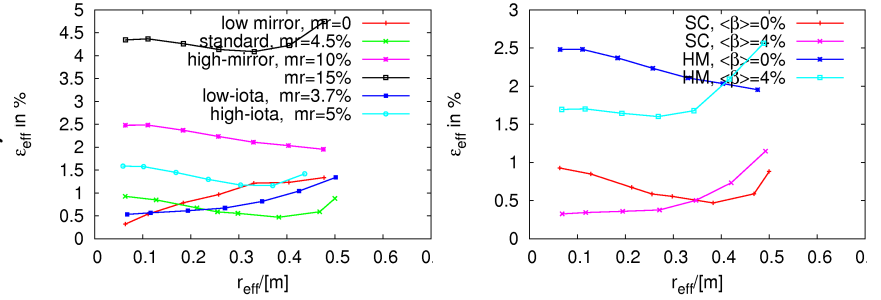 low mirror, mr=0
standard, mr=4.5%
high-mirror, mr=10%
mr=15%
low-iota, mr=3.7%
high-iota, mr=5%
5
4.5
4
3.5
3
2.5
2
1.5
1
0.5
0
ε_eff in %
0 0.1 0.2 0.3 0.4 0.5 0.6 0.
r_eff/[m]
SC, <β>=0%
SC, <β>=4%
HM, <β>=0%
HM, <β>=4%
3
2.5
2
1.5
1
0.5
0
ε_eff in %
0 0.1 0.2 0.3 0.4 0.5 0.6 0.
r_eff/[m]